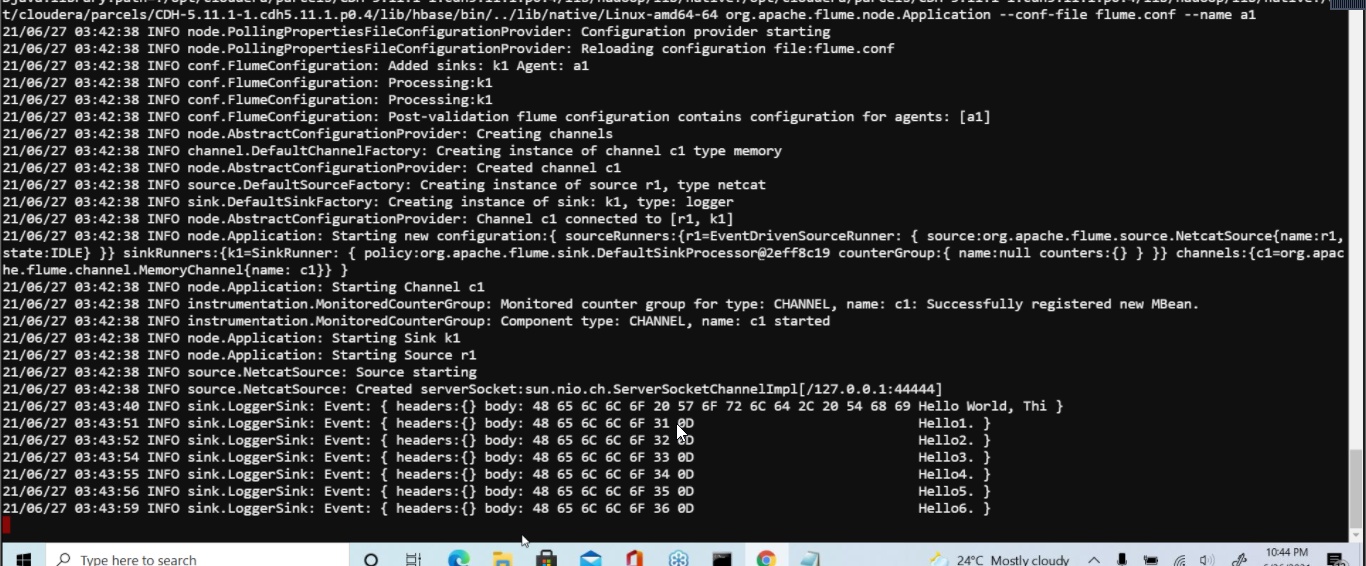 t/cloudera/parcels/CDH-5.11.1-1.cdh5.11.1.p0.4/lib/hbase/bin/../lib/native/Linux-amd64-64 org.apache.flume.node.Application --conf-file flume.conf --name a1
21/06/27 03:42:38 INFO node.PollingPropertiesFileConfigurationProvider: Configuration provider starting
21/06/27 03:42:38 INFO node.PollingPropertiesFileConfigurationProvider: Reloading configuration file:flume.conf
21/06/27 03:42:38 INFO conf.FlumeConfiguration: Added sinks: k1 Agent: a1
21/06/27 03:42:38 INFO conf.FlumeConfiguration: Processing:k1
21/06/27 03:42:38 INFO conf.FlumeConfiguration: Processing:k1
21/06/27 03:42:38 INFO conf.FlumeConfiguration: Post-validation flume configuration contains configuration for agents: [a1]
21/06/27 03:42:38 INFO node.AbstractConfigurationProvider: Creating channels
21/06/27 03:42:38 INFO channel.DefaultChannelFactory: Creating instance of channel c1 type memory
21/06/27 03:42:38 INFO node.AbstractConfigurationProvider: Created channel c1
21/06/27 03:42:38 INFO source.DefaultSourceFactory: Creating instance of source r1, type netcat
21/06/27 03:42:38 INFO sink.DefaultSinkFactory: Creating instance of sink: k1, type: logger
21/06/27 03:42:38 INFO node.AbstractConfigurationProvider: Channel c1 connected to [r1, k1]
21/06/27 03:42:38 INFO node.Application: Starting new configuration:{ sourceRunners:{r1=EventDrivenSourceRunner: { source:org.apache.flume.source.NetcatSource{name:r1,
state:IDLE} }} sinkRunners:{k1=SinkRunner: { policy:org.apache.flume.sink.DefaultSinkProcessor@2eff8c19 counterGroup:{ name:null counters:{} } }} channels:{c1=org.apac
he.flume.channel.MemoryChannel{name: c1}} }
21/06/27 03:42:38 INFO node.Application: Starting Channel c1
21/06/27 03:42:38 INFO instrumentation.MonitoredCounterGroup: Monitored counter group for type: CHANNEL, name: c1: Successfully registered new MBean.
21/06/27 03:42:38 INFO instrumentation.MonitoredCounterGroup: Component type: CHANNEL, name: c1 started
21/06/27 03:42:38 INFO node.Application: Starting Sink k1
21/06/27 03:42:38 INFO node.Application: Starting Source r1
21/06/27 03:42:38 INFO source.NetcatSource: Source starting
21/06/27 03:42:38 INFO source.NetcatSource: Created serverSocket:sun.nio.ch.ServerSocketChannelImpl[/127.0.0.1:44444]
21/06/27 03:43:40 INFO sink.LoggerSink: Event: { headers:{} body: 48 65 6C 6C 6F 20 57 6F 72 6C 64 2C 20 54 68 69 Hello World, Thi }
21/06/27 03:43:51 INFO sink.LoggerSink: Event: { headers:{} body: 48 65 6C 6C 6F 31 0D Hello1. }
21/06/27 03:43:52 INFO sink.LoggerSink: Event: { headers:{} body: 48 65 6C 6C 6F 32 0D Hello2. }
21/06/27 03:43:54 INFO sink.LoggerSink: Event: { headers:{} body: 48 65 6C 6C 6F 33 0D Hello3. }
21/06/27 03:43:55 INFO sink.LoggerSink: Event: { headers:{} body: 48 65 6C 6C 6F 34 0D Hello4. }
21/06/27 03:43:56 INFO sink.LoggerSink: Event: { headers:{} body: 48 65 6C 6C 6F 35 0D Hello5. }
21/06/27 03:43:59 INFO sink.LoggerSink: Event: { headers:{} body: 48 65 6C 6C 6F 36 0D Hello6. }
Type here to search
24°C Mostly cloudy
10:44 PM